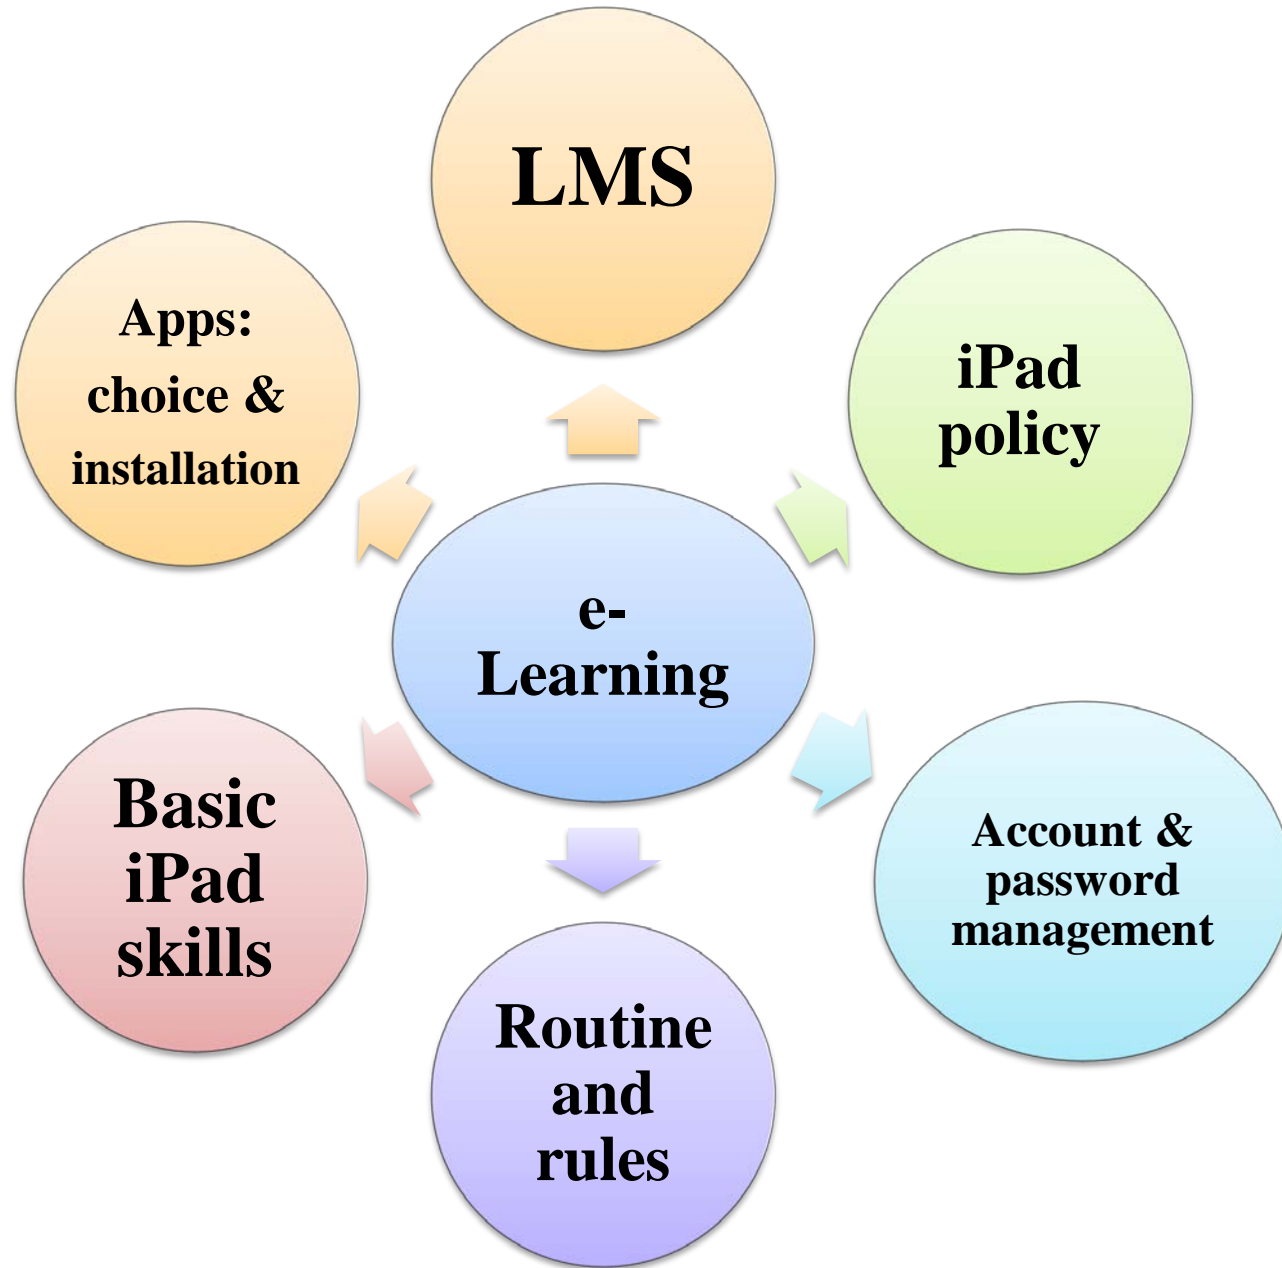 LMS
iPad
policy
Account &
password
management
Routine
and
rules
Basic
iPad
skills
Apps:
choice &
installation
e-
Learning